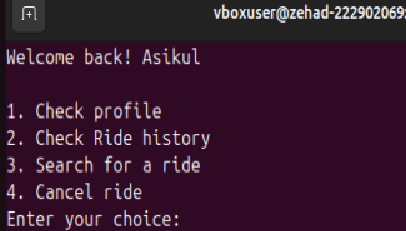 vboxuser@zehad-222902069:
Welcome back! Asikul
1. Check profile
2. Check Ride history
3. Search for a ride
4. Cancel ride
Enter your choice: